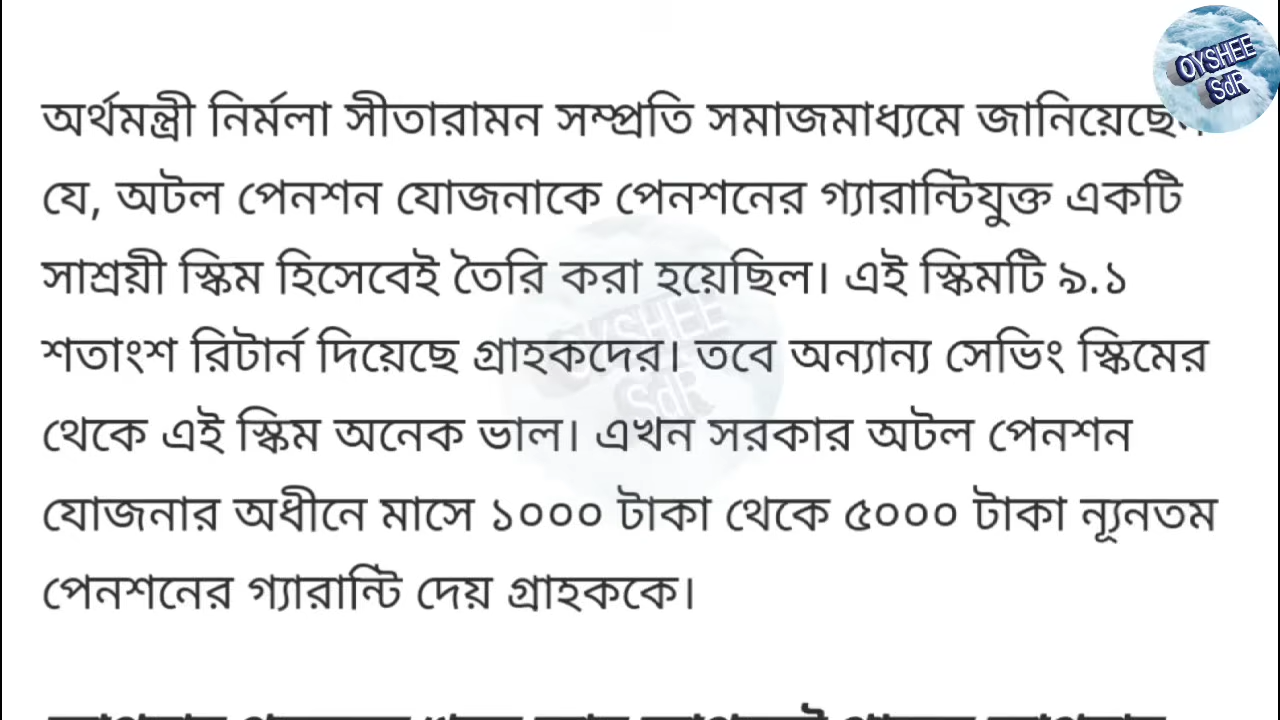 OYSHEE
SdR
অর্থমন্ত্রী নির্মলা সীতারামন সম্প্রতি সমাজমাধ্যমে জানিয়েছেন
যে, অটল পেনশন যোজনাকে পেনশনের গ্যারান্টিযুক্ত একটি
সাশ্রয়ী স্কিম হিসেবেই তৈরি করা হয়েছিল। এই স্কিমটি ৯.১
শতাংশ রিটার্ন দিয়েছে গ্রাহকদের। তবে অন্যান্য সেভিং স্কিমের
থেকে এই স্কিম অনেক ভাল। এখন সরকার অটল পেনশন
যোজনার অধীনে মাসে ১০০০ টাকা থেকে ৫০০০ টাকা ন্যূনতম
পেনশনের গ্যারান্টি দেয় গ্রাহককে।
OYSHEE
SdR